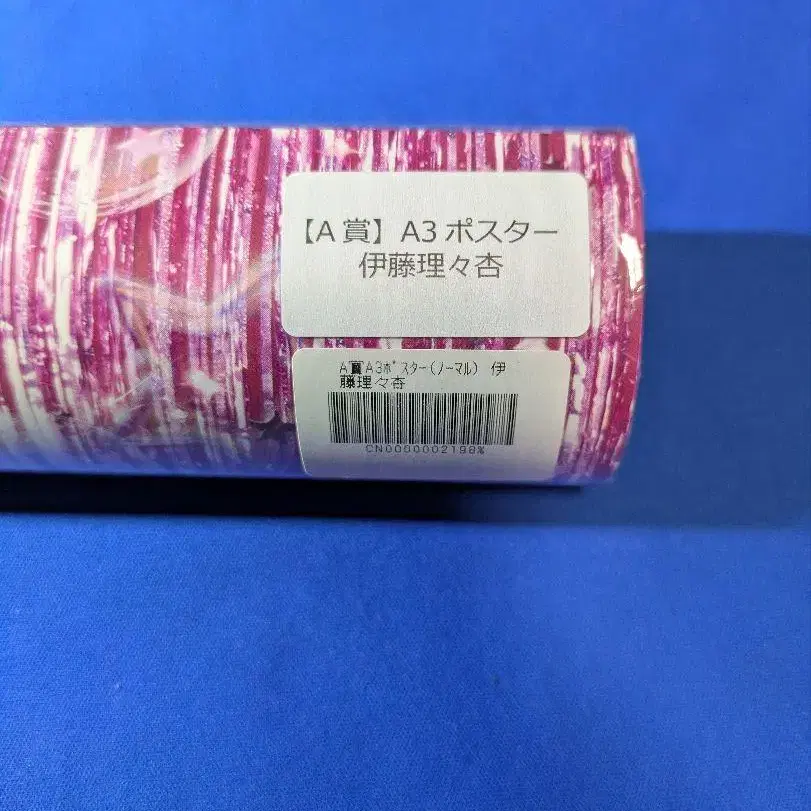 【A賞】A3ポスター
伊藤理々杏
A賞A3ﾎﾟｽﾀｰ(ﾉｰﾏﾙ) 伊
藤理々杏
CN0000002198%